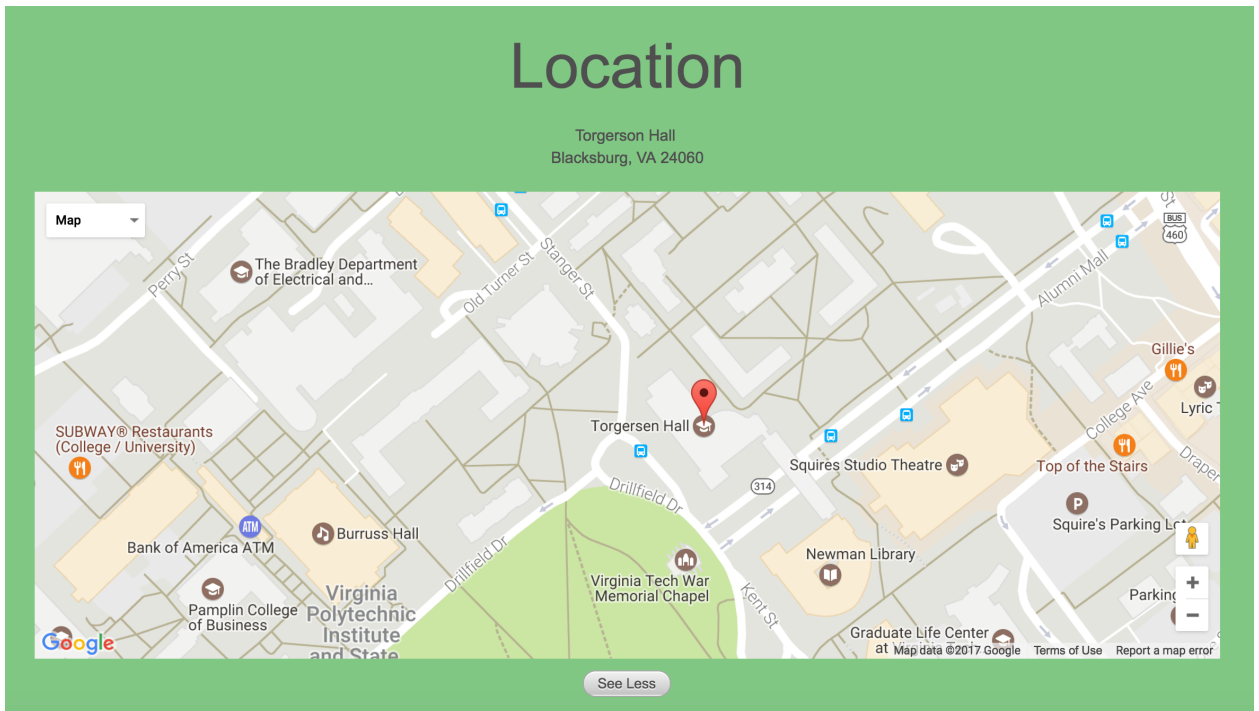 Location
Torgerson Hall
Blacksburg, VA 24060
Map
St
BUS
460
Perry St
The Bradley Department
of Electrical and...
Old Turner St
Stanger St
Alumni Mall
Gillie's
Lyric
College Ave
SUBWAY® Restaurants
(College / University)
Torgersen Hall
Squires Studio Theatre
Top of the Stairs
Draper
Drillfield Dr
314
P
Squire's Parking Lot
ATM
Bank of America ATM
Burruss Hall
Drillfield Dr
Newman Library
Virginia Tech War
Memorial Chapel
Kent St
Pamplin College
of Business
Virginia
Polytechnic
Institute
and State
Parking
+
−
Graduate Life Center
at
Google
Map data ©2017 Google
Terms of Use
Report a map error
See Less